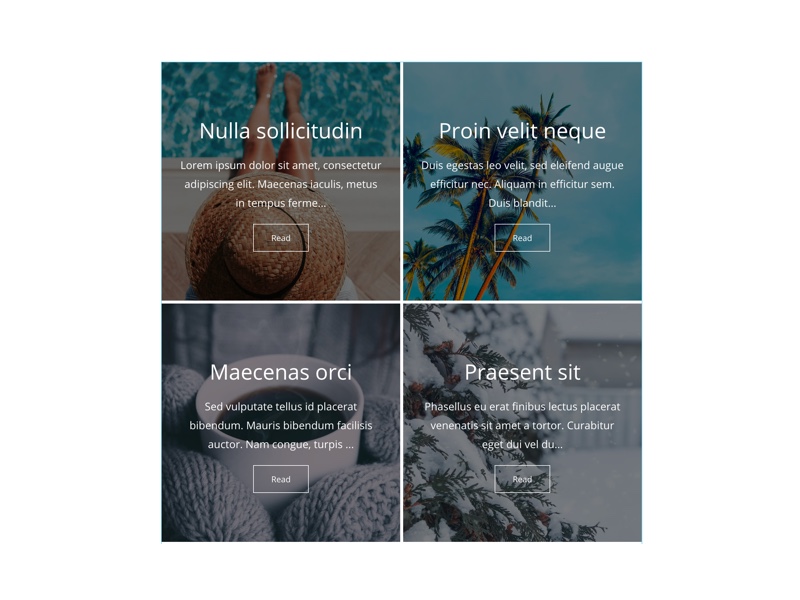 Nulla sollicitudin
Lorem ipsum dolor sit amet, consectetur
adipiscing elit. Maecenas iaculis, metus
in tempus ferme...
Read
Proin velit neque
Duis egestas leo velit, sed eleifend augue
efficitur nec. Aliquam in efficitur sem.
Duis blandit...
Read
Maecenas orci
Sed vulputate tellus id placerat
bibendum. Mauris bibendum facilisis
auctor. Nam congue, turpis ...
Read
Praesent sit
Phasellus eu erat finibus lectus placerat
venenatis sit amet a tortor. Curabitur
eget dui vel du...
Read